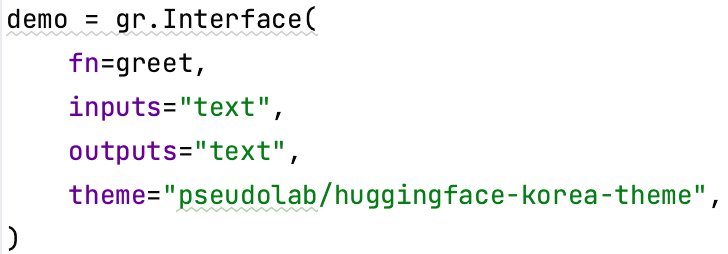 demo = gr.Interface(
    fn=greet,
    inputs="text",
    outputs="text",
    theme="pseudolab/huggingface-korea-theme",
)